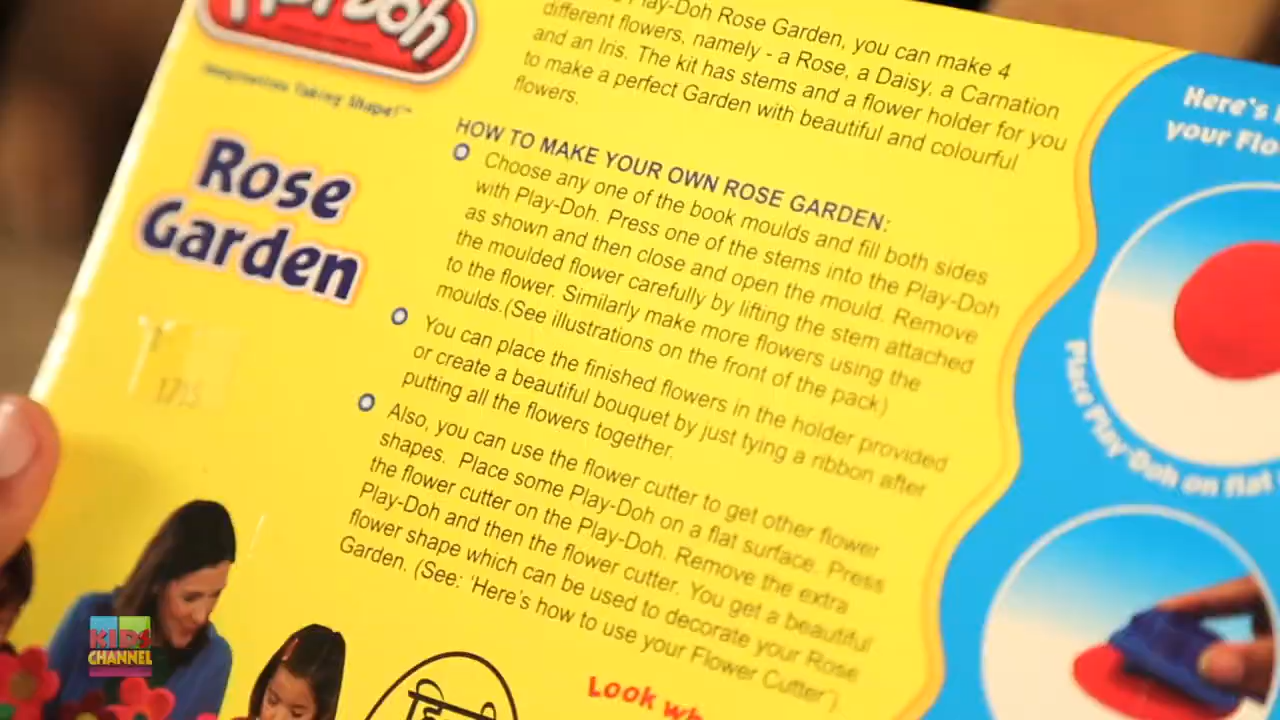 Play-Doh
Imagination Taking Shape!™
Rose
Garden
Play-Doh Rose Garden, you can make 4
different flowers, namely - a Rose, a Daisy, a Carnation
and an Iris. The kit has stems and a flower holder for you
to make a perfect Garden with beautiful and colourful
flowers.
HOW TO MAKE YOUR OWN ROSE GARDEN:
Choose any one of the book moulds and fill both sides
with Play-Doh. Press one of the stems into the Play-Doh
as shown and then close and open the mould. Remove
the moulded flower carefully by lifting the stem attached
to the flower. Similarly make more flowers using the
moulds.(See illustrations on the front of the pack)
You can place the finished flowers in the holder provided
or create a beautiful bouquet by just tying a ribbon after
putting all the flowers together.
Also, you can use the flower cutter to get other flower
shapes. Place some Play-Doh on a flat surface. Press
the flower cutter on the Play-Doh. Remove the extra
Play-Doh and then the flower cutter. You get a beautiful
flower shape which can be used to decorate your Rose
Garden. (See: 'Here's how to use your Flower Cutter')
Look wh
Here's
your Flo
Place Play-Doh on flat
KIDS
CHANNEL